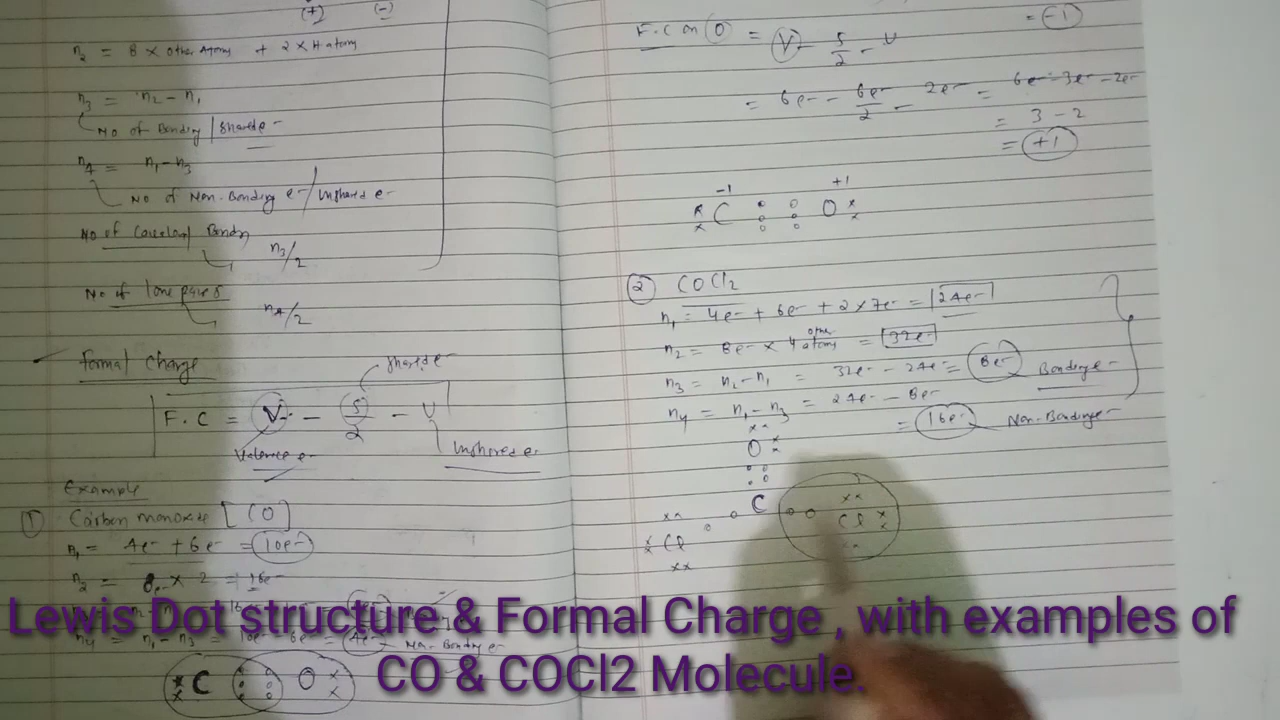 (+) (-)
n2 = 8 x Other Atoms + 2 x H atoms
n3 = n2 - n1
No of Bonding / Shared e-
n4 = n1 - n3
No of Non-Bonding e- / Unshared e-
No of Covalent Bonds
n3/2
No of lone pairs
n4/2
Formal Charge
Shared e-
F.C = V - S/2 - U
Valence e-
Unshared e-
Example
① Carbon monoxide [CO]
n1 = 4e- + 6e- = 10e-
n2 = 8 x 2 = 16e-
n4 = n1 - n3 = 10e- - 6e- = 4e- Non-Bonding e-
C O
= -1
F.C on O = V - S/2 - U
= 6e- - 6e-/2 - 2e- = 6e- - 3e- - 2e-
= 3 - 2
= +1
-1 +1
C O
② COCl2
n1 = 4e- + 6e- + 2 x 7e- = 24e-
n2 = 8e- x 4 other atoms = 32e-
n3 = n2 - n1 = 32e- - 24e- = 8e- Bonding e-
n4 = n1 - n3 = 24e- - 8e-
= 16e- Non-Bonding e-
O
C
Cl Cl
Lewis Dot structure & Formal Charge , with examples of
CO & COCl2 Molecule.